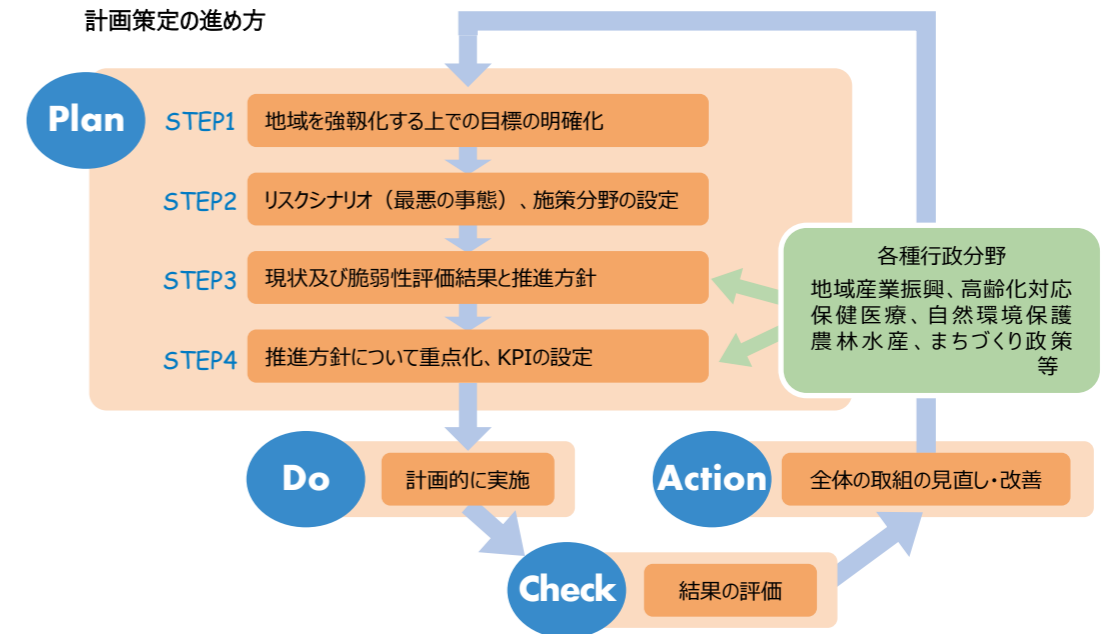 計画策定の進め方
Plan
STEP1
地域を強靱化する上での目標の明確化
STEP2
リスクシナリオ（最悪の事態）、施策分野の設定
STEP3
現状及び脆弱性評価結果と推進方針
STEP4
推進方針について重点化、KPIの設定
各種行政分野
地域産業振興、高齢化対応
保健医療、自然環境保護
農林水産、まちづくり政策
等
Do
計画的に実施
Action
全体の取組の見直し・改善
Check
結果の評価